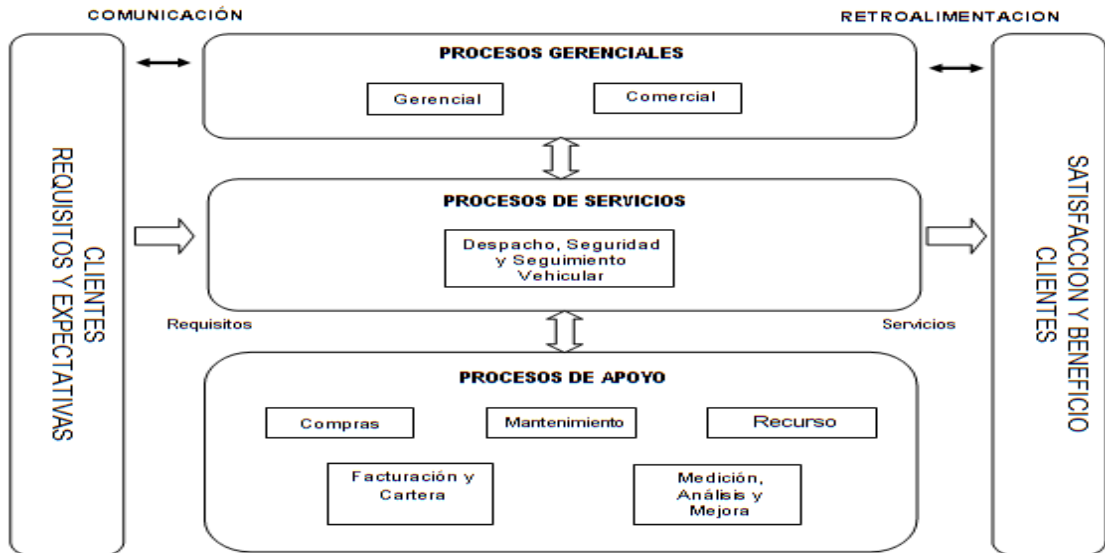 COMUNICACIÓN
RETROALIMENTACION
CLIENTES
REQUISITOS Y EXPECTATIVAS
PROCESOS GERENCIALES
Gerencial
Comercial
PROCESOS DE SERVICIOS
Despacho, Seguridad
y Seguimiento
Vehicular
Requisitos
Servicios
PROCESOS DE APOYO
Compras
Mantenimiento
Recurso
Facturación y
Cartera
Medición,
Análisis y
Mejora
SATISFACCION Y BENEFICIO
CLIENTES